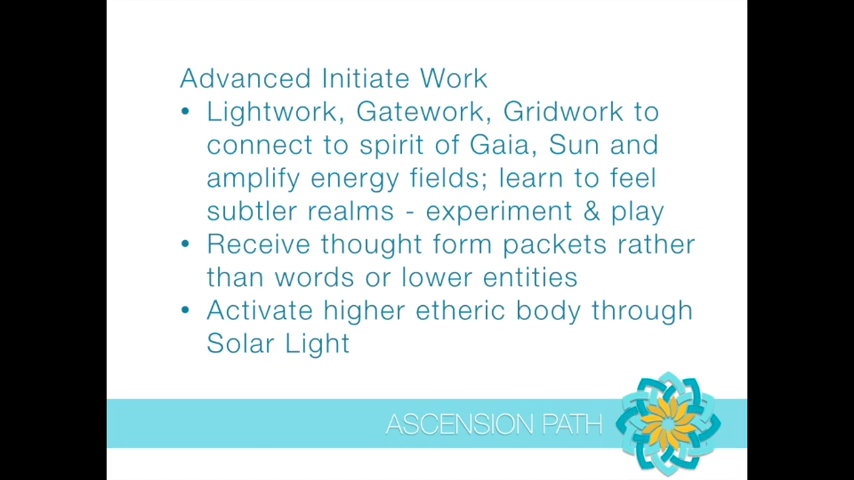 Advanced Initiate Work
• Lightwork, Gatework, Gridwork to
connect to spirit of Gaia, Sun and
amplify energy fields; learn to feel
subtler realms - experiment & play
• Receive thought form packets rather
than words or lower entities
• Activate higher etheric body through
Solar Light
ASCENSION PATH